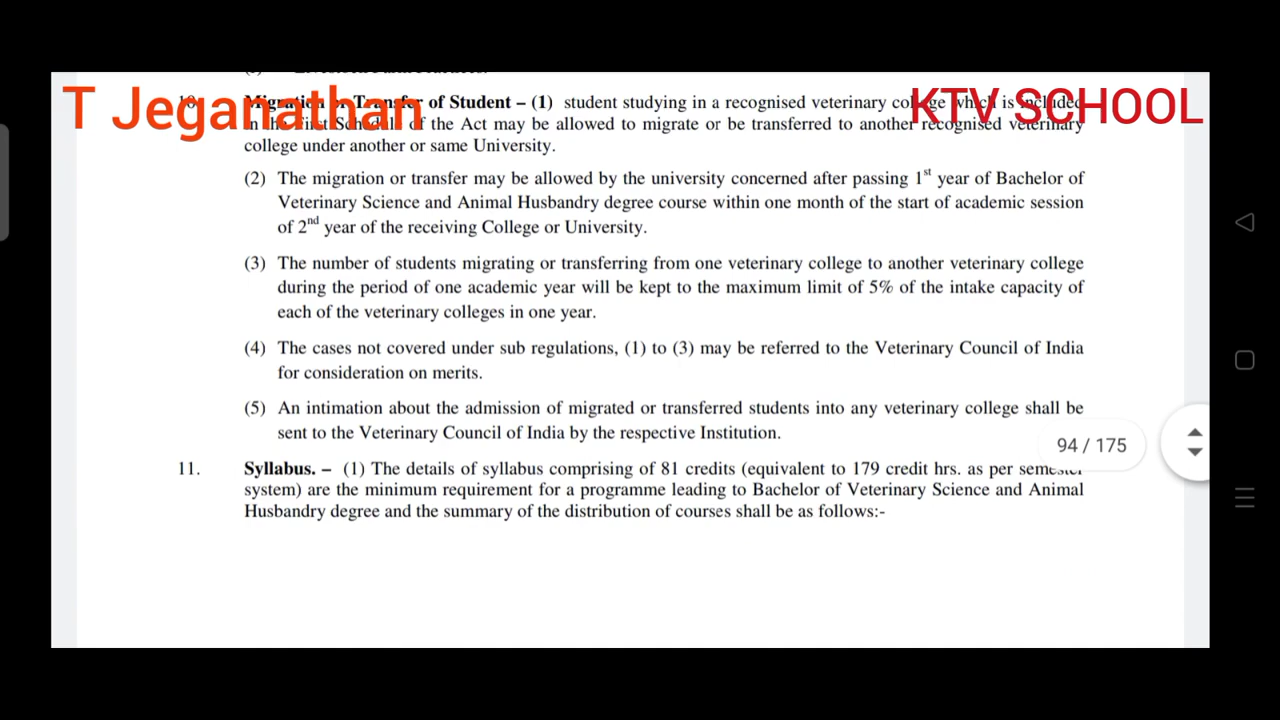 T Jeganathan
KTV SCHOOL
10. Migration or Transfer of Student – (1) student studying in a recognised veterinary college which is included
in the First Schedule of the Act may be allowed to migrate or be transferred to another recognised veterinary
college under another or same University.
(2) The migration or transfer may be allowed by the university concerned after passing 1st year of Bachelor of
Veterinary Science and Animal Husbandry degree course within one month of the start of academic session
of 2nd year of the receiving College or University.
(3) The number of students migrating or transferring from one veterinary college to another veterinary college
during the period of one academic year will be kept to the maximum limit of 5% of the intake capacity of
each of the veterinary colleges in one year.
(4) The cases not covered under sub regulations, (1) to (3) may be referred to the Veterinary Council of India
for consideration on merits.
(5) An intimation about the admission of migrated or transferred students into any veterinary college shall be
sent to the Veterinary Council of India by the respective Institution.
94 / 175
11. Syllabus. – (1) The details of syllabus comprising of 81 credits (equivalent to 179 credit hrs. as per semester
system) are the minimum requirement for a programme leading to Bachelor of Veterinary Science and Animal
Husbandry degree and the summary of the distribution of courses shall be as follows:-